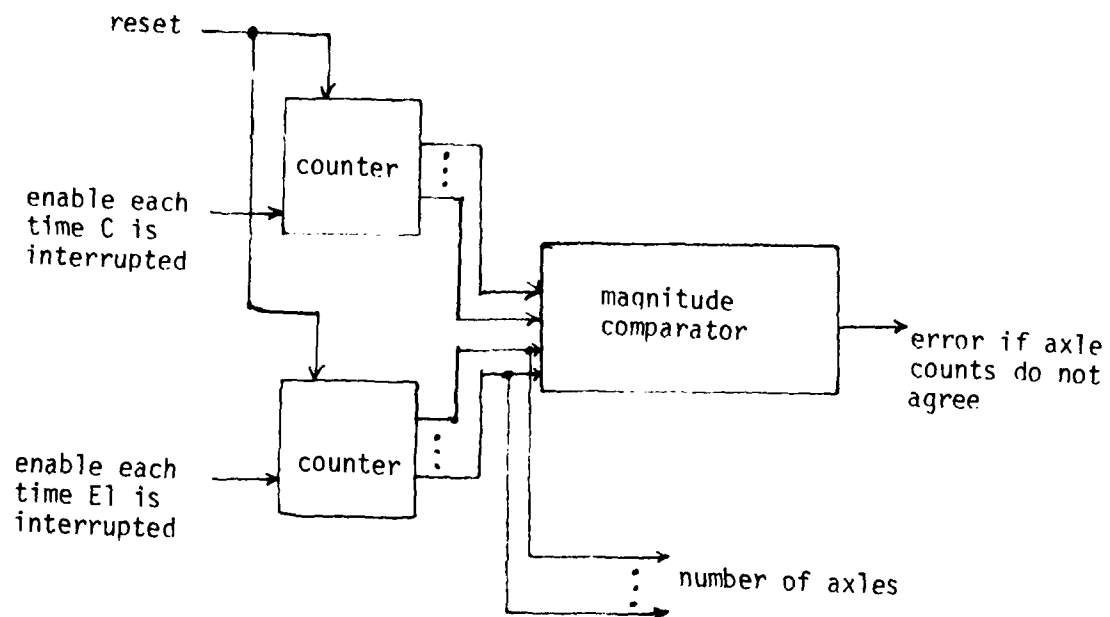 reset
counter
enable each
time C is
interrupted
magnitude
comparator
error if axle
counts do not
agree
counter
enable each
time E1 is
interrupted
number of axles